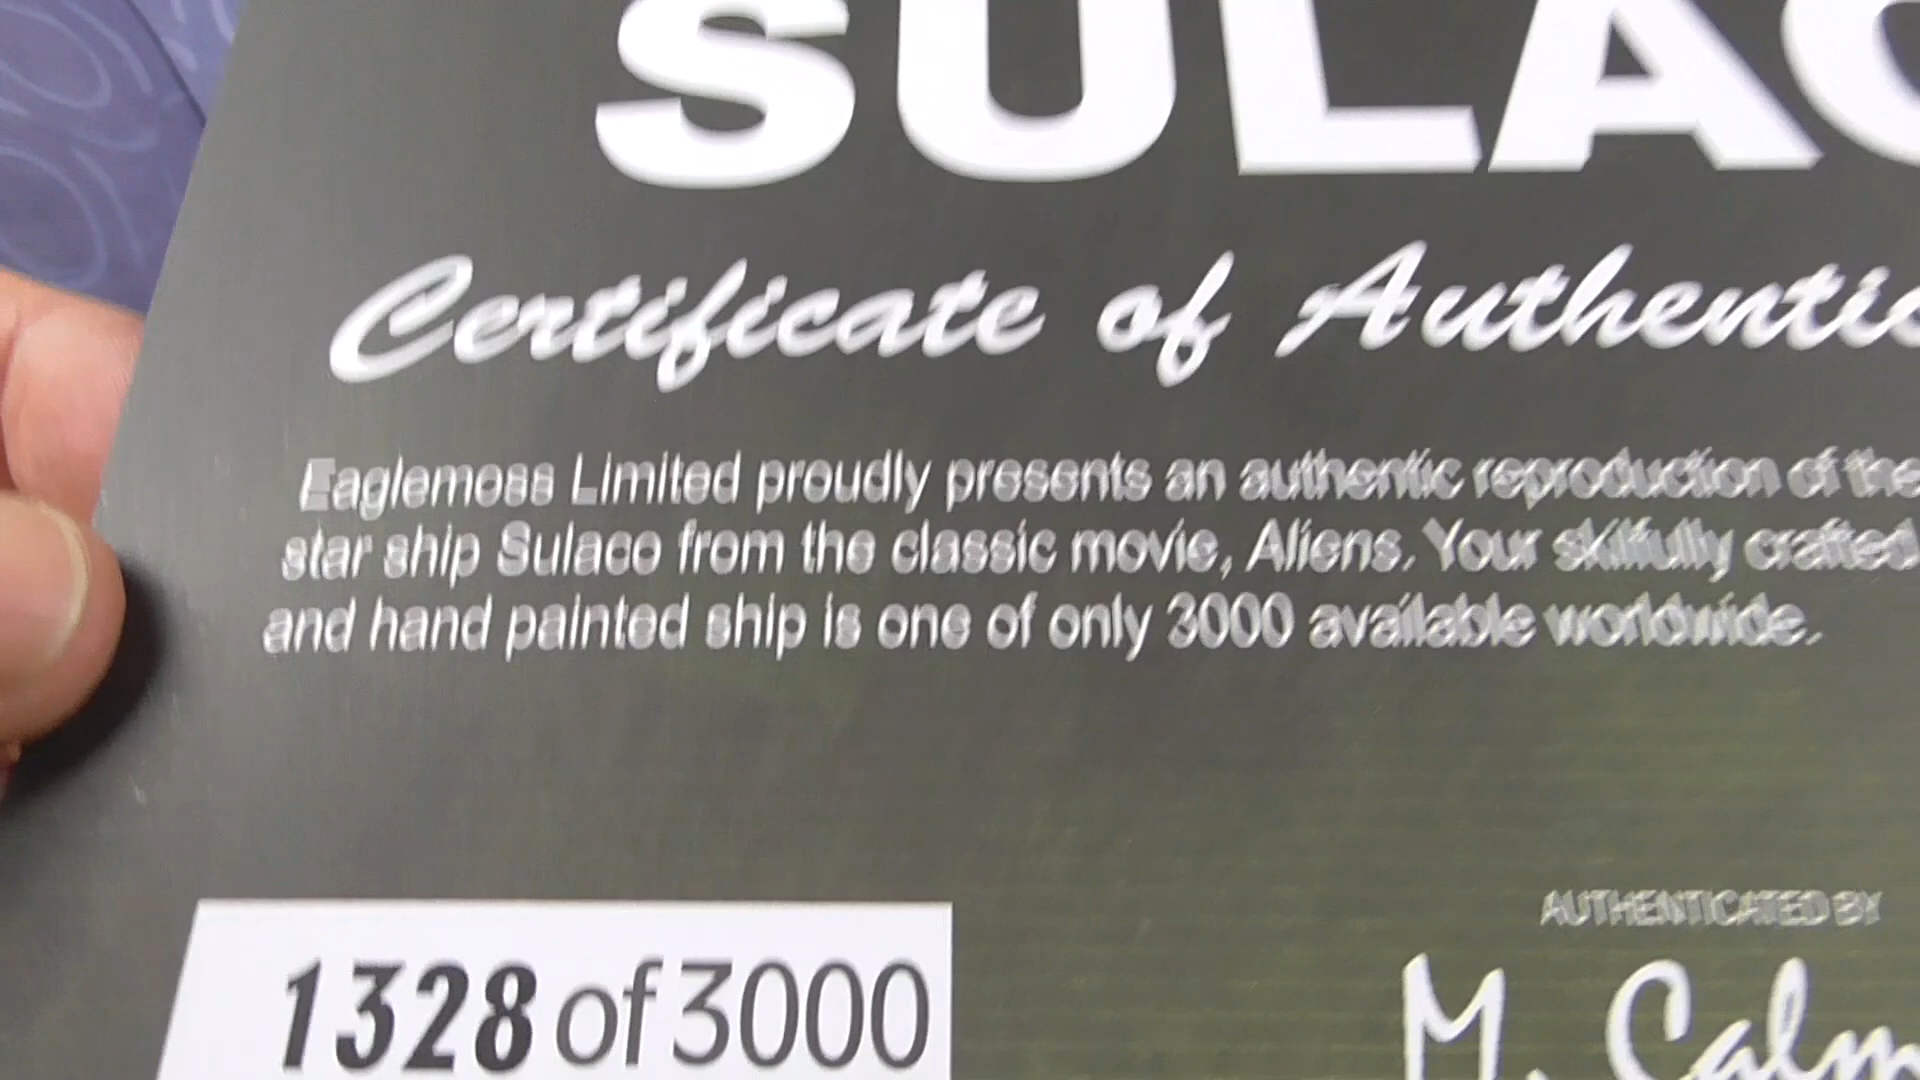 SULAC
Certificate of Authentic
Eaglemoss Limited proudly presents an authentic reproduction of the
star ship Sulaco from the classic movie, Aliens. Your skilfully crafted
and hand painted ship is one of only 3000 available worldwide.
AUTHENTICATED BY
M. Calm
1328 of 3000